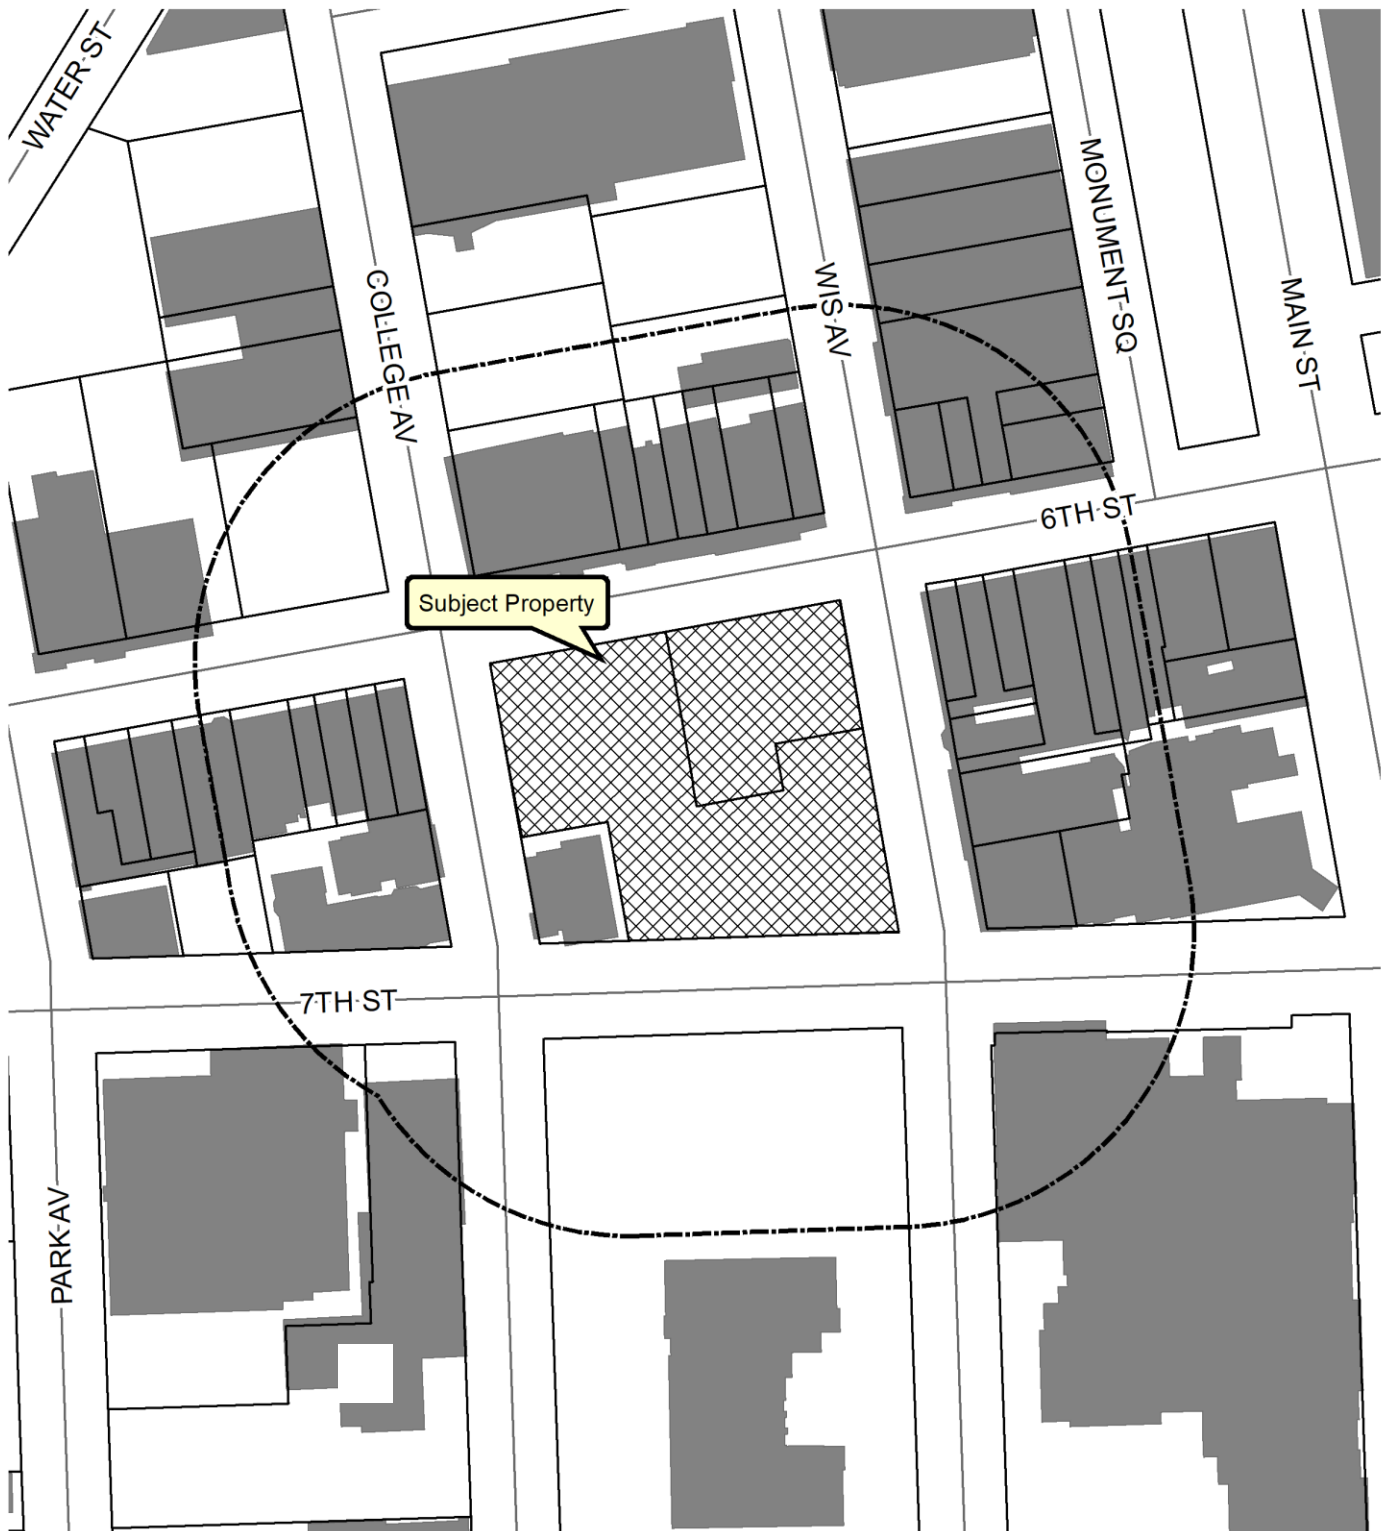 WATER ST
COLLEGE AV
WIS AV
MONUMENT SQ
MAIN ST
6TH ST
Subject Property
7TH ST
PARK AV